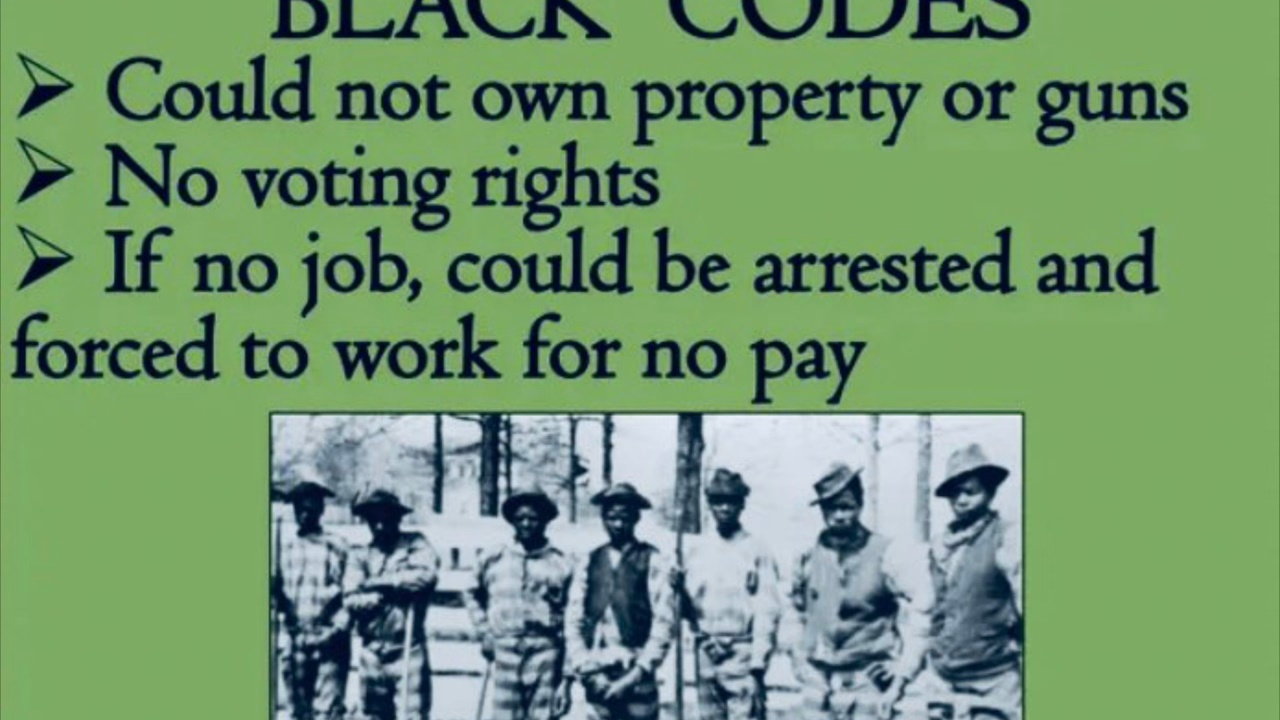 BLACK CODES
➢ Could not own property or guns
➢ No voting rights
➢ If no job, could be arrested and
forced to work for no pay